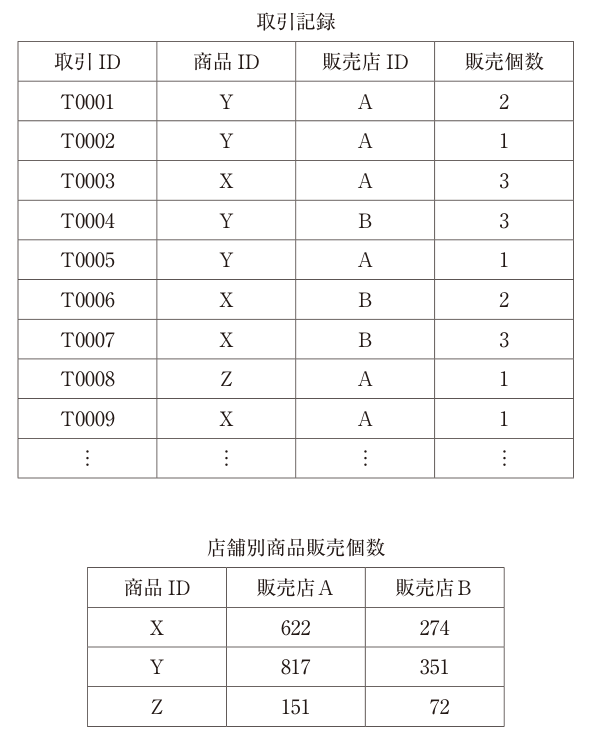 取引記録
取引 ID 商品 ID 販売店 ID 販売個数
T0001 Y A 2
T0002 Y A 1
T0003 X A 3
T0004 Y B 3
T0005 Y A 1
T0006 X B 2
T0007 X B 3
T0008 Z A 1
T0009 X A 1
⋮ ⋮ ⋮ ⋮
店舗別商品販売個数
商品 ID 販売店 A 販売店 B
X 622 274
Y 817 351
Z 151 72